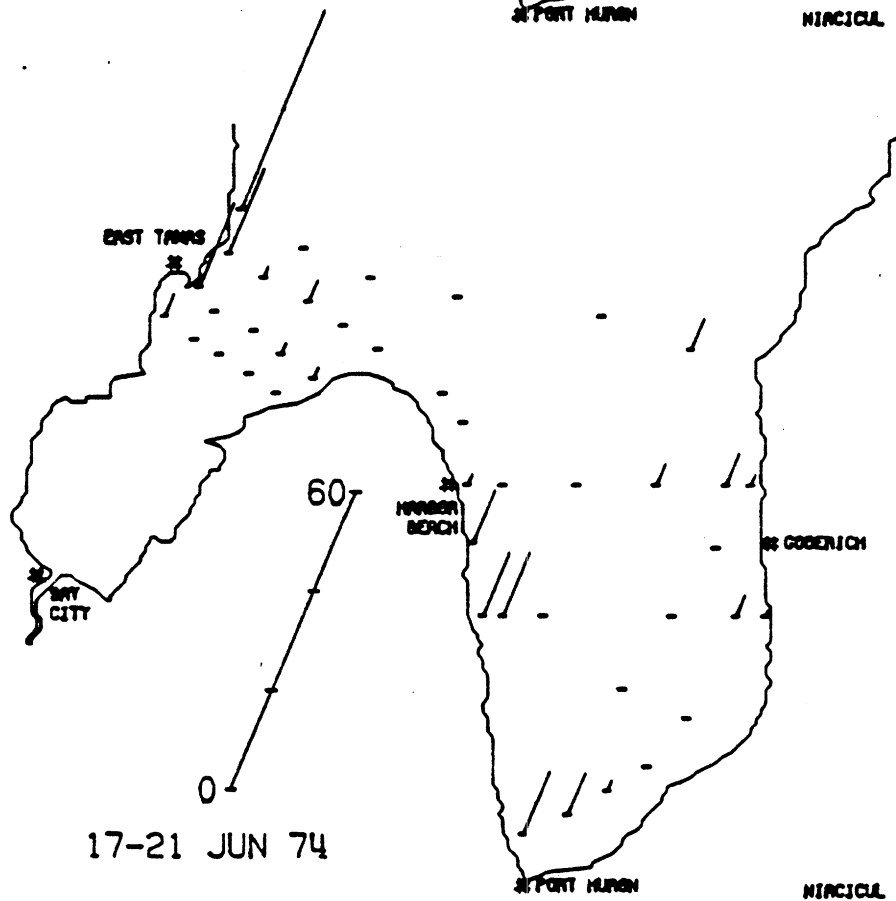 PORT HURON
EAST TAWAS
60
HARBOR
BEACH
GODERICH
BAY
CITY
0
17-21 JUN 74
PORT HURON